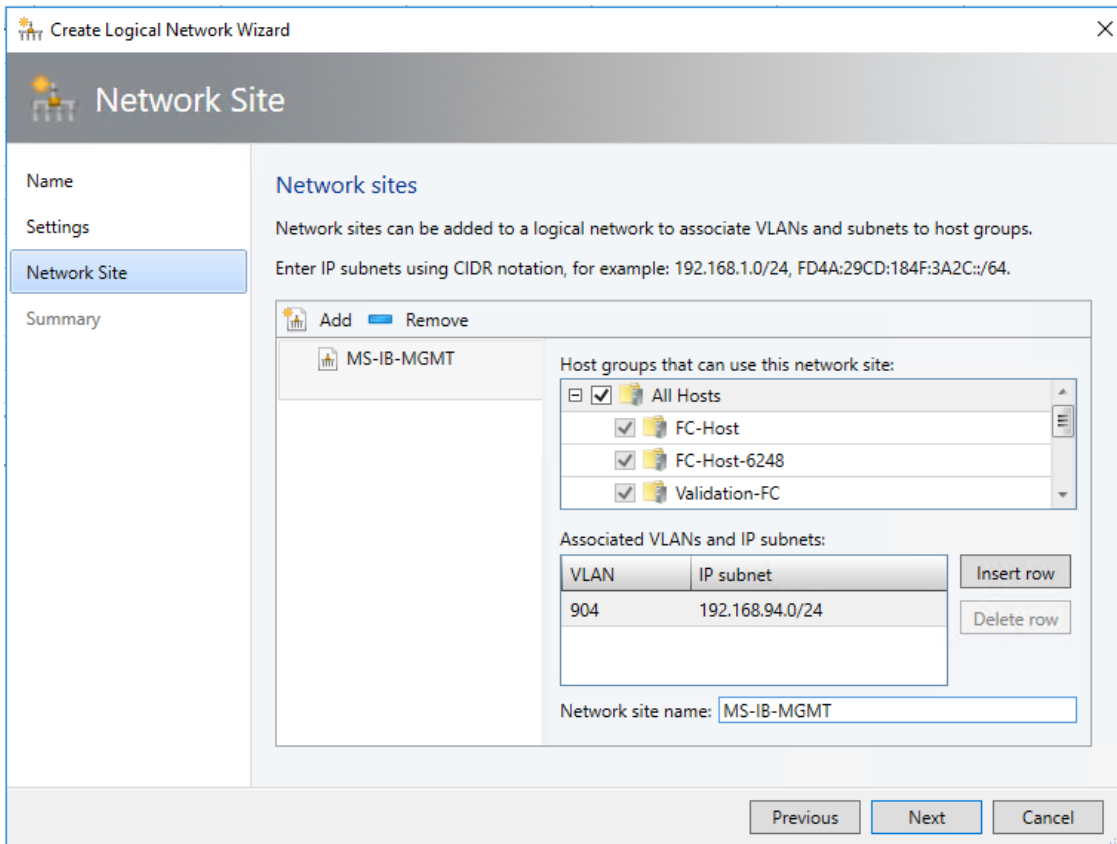 Create Logical Network Wizard
Network Site
Name
Settings
Network Site
Summary
Network sites
Network sites can be added to a logical network to associate VLANs and subnets to host groups.
Enter IP subnets using CIDR notation, for example: 192.168.1.0/24, FD4A:29CD:184F:3A2C::/64.
Add Remove
MS-IB-MGMT
Host groups that can use this network site:
All Hosts
FC-Host
FC-Host-6248
Validation-FC
Associated VLANs and IP subnets:
VLAN IP subnet
904 192.168.94.0/24
Insert row
Delete row
Network site name: MS-IB-MGMT
Previous Next Cancel